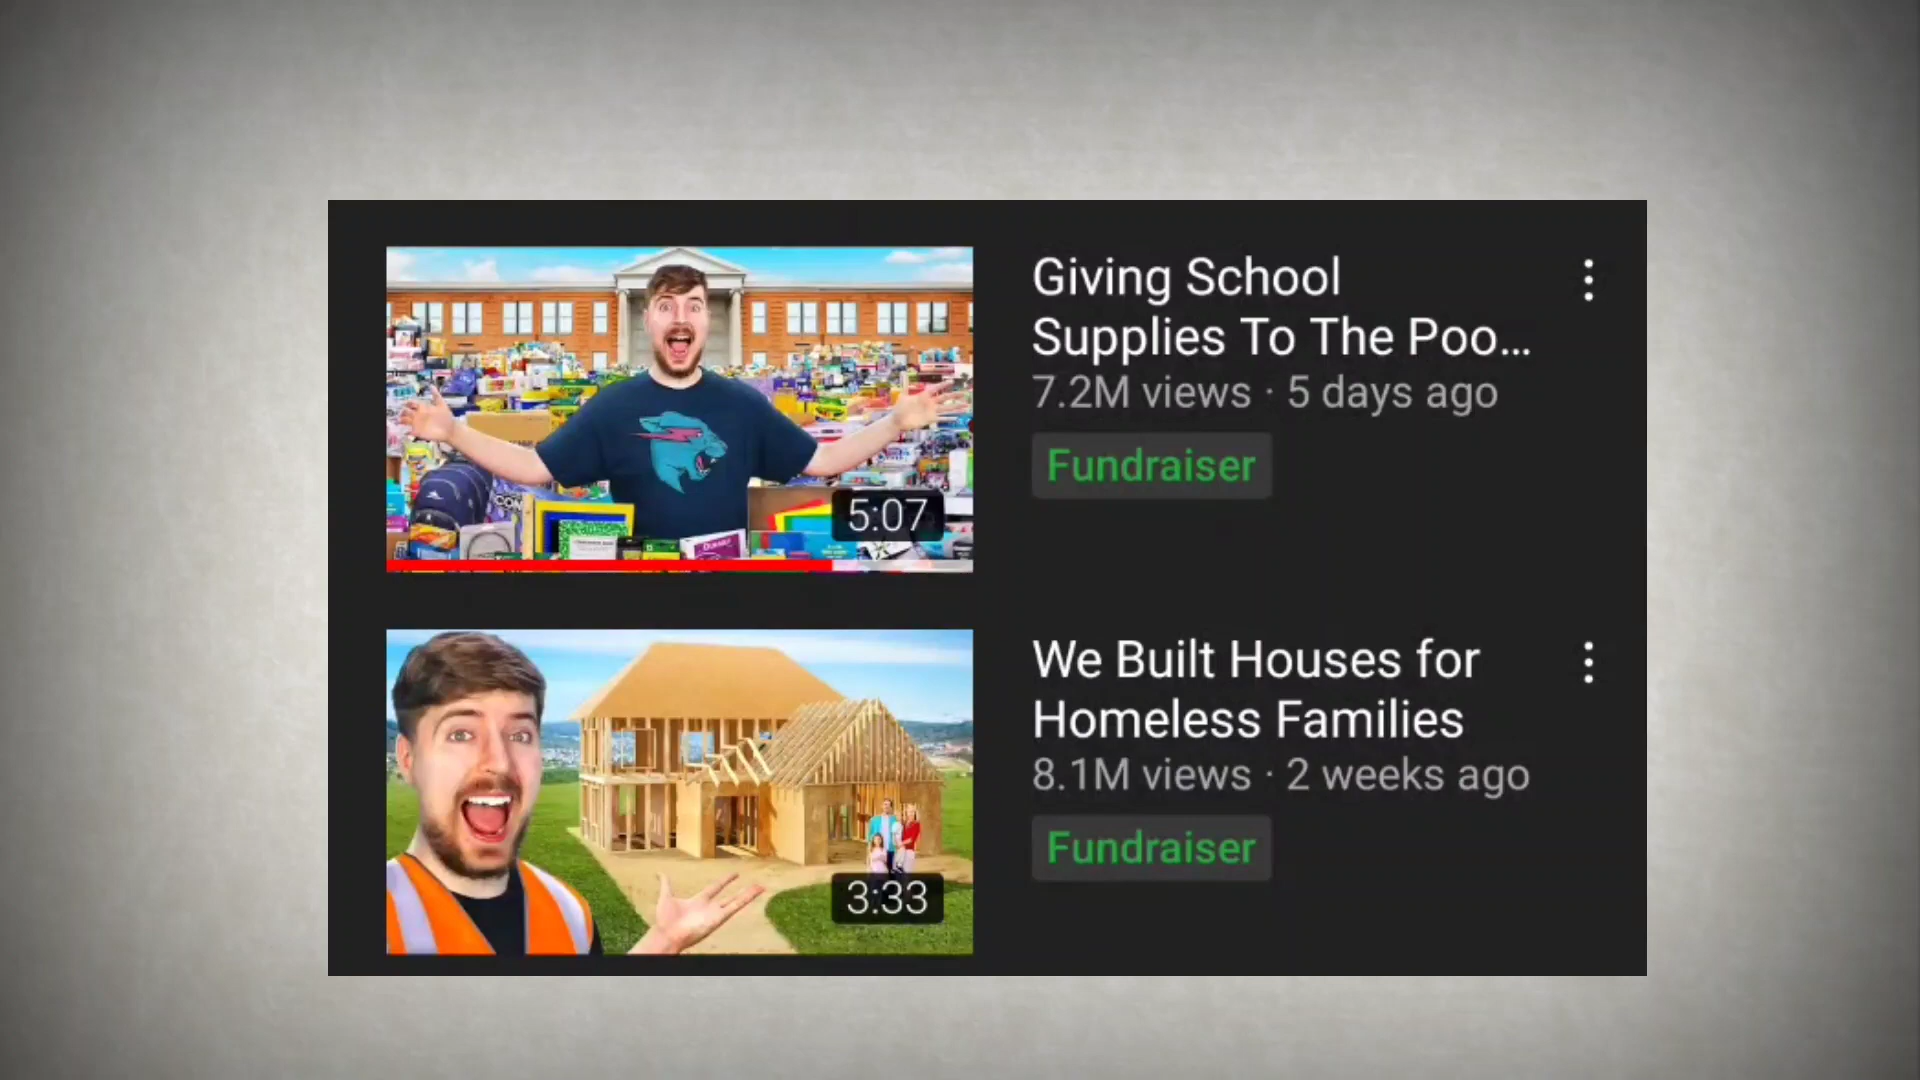 Giving School
Supplies To The Poo...
7.2M views · 5 days ago
Fundraiser
5:07
We Built Houses for
Homeless Families
8.1M views · 2 weeks ago
Fundraiser
3:33